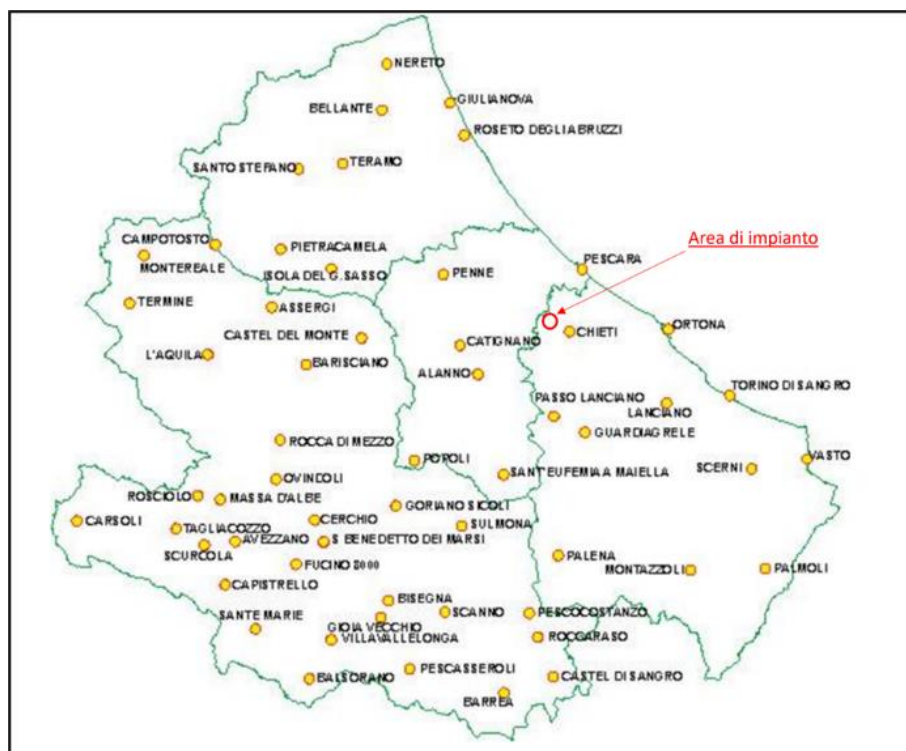 NERETO
GIULIANOVA
BELLANTE
ROSETO DEGLI ABRUZZI
TERAMO
SANTO STEFANO
Area di impianto
CAMPOTOSTO
PIETRACAMELA
MONTEREALE
ISOLA DEL G. SASSO
PENNE
PESCARA
TERMINE
ASSERGI
CASTEL DEL MONTE
CHIETI
ORTONA
L'AQUILA
BARISCIANO
CATIGNANO
ALANNO
PASSO LANCIANO
TORINO DI SANGRO
LANCIANO
GUARDIAGRELE
ROCCA DI MEZZO
POPOLI
SANT'EUFEMIA A MAIELLA
SCERNI
VASTO
OVINDOLI
ROSCIOLO
MASSA D'ALBE
GORIANO SICOLI
CARSOLI
CERCHIO
SULMONA
TAGLIACOZZO
AVEZZANO
S BENEDETTO DEI MARSI
SCURCOLA
PALENA
FUCINO 8000
MONTAZZOLI
PALMOLI
CAPISTRELLO
BISEGNA
SCANNO
PESCOCOSTANZO
SANTE MARIE
GIOIA VECCHIO
VILLAVALLELONGA
ROCCARASO
PESCASSEROLI
BALSORANO
CASTEL DI SANGRO
BARREA